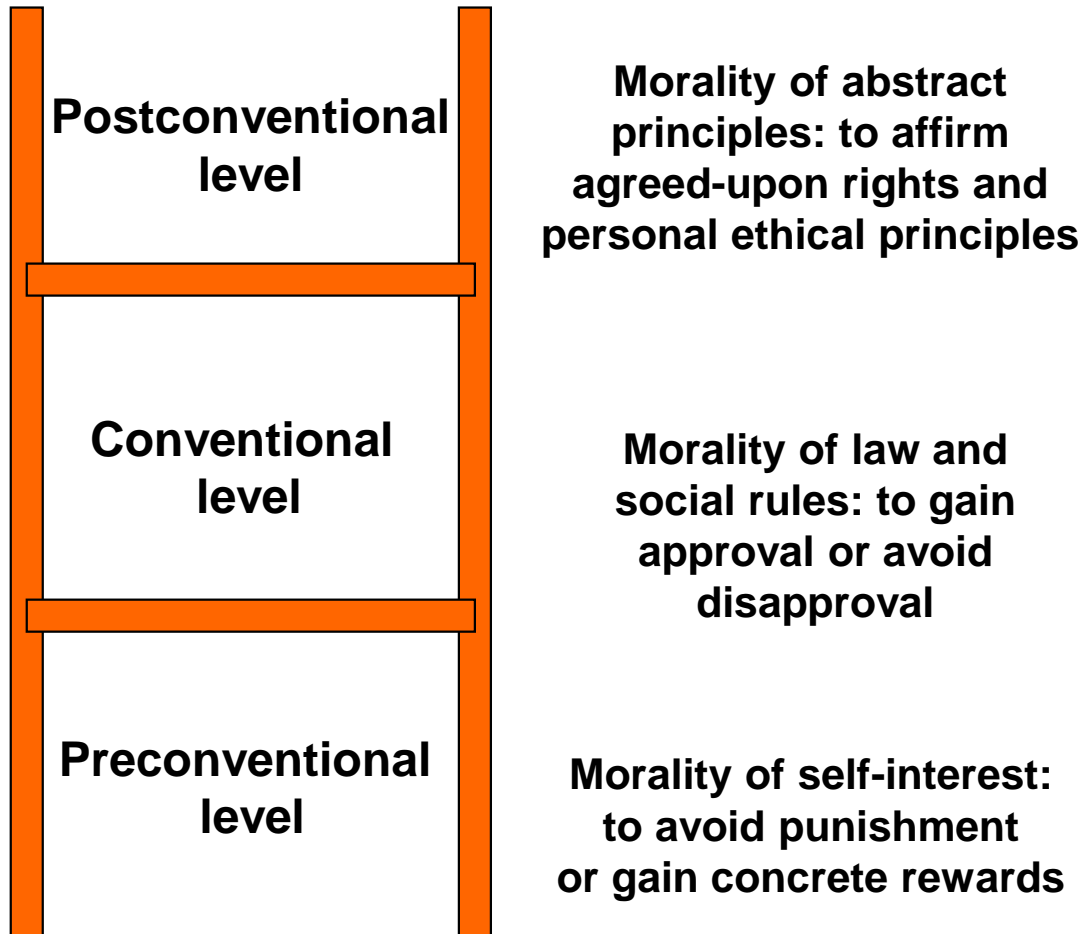 Postconventional
level
Morality of abstract
principles: to affirm
agreed-upon rights and
personal ethical principles
Conventional
level
Morality of law and
social rules: to gain
approval or avoid
disapproval
Preconventional
level
Morality of self-interest:
to avoid punishment
or gain concrete rewards